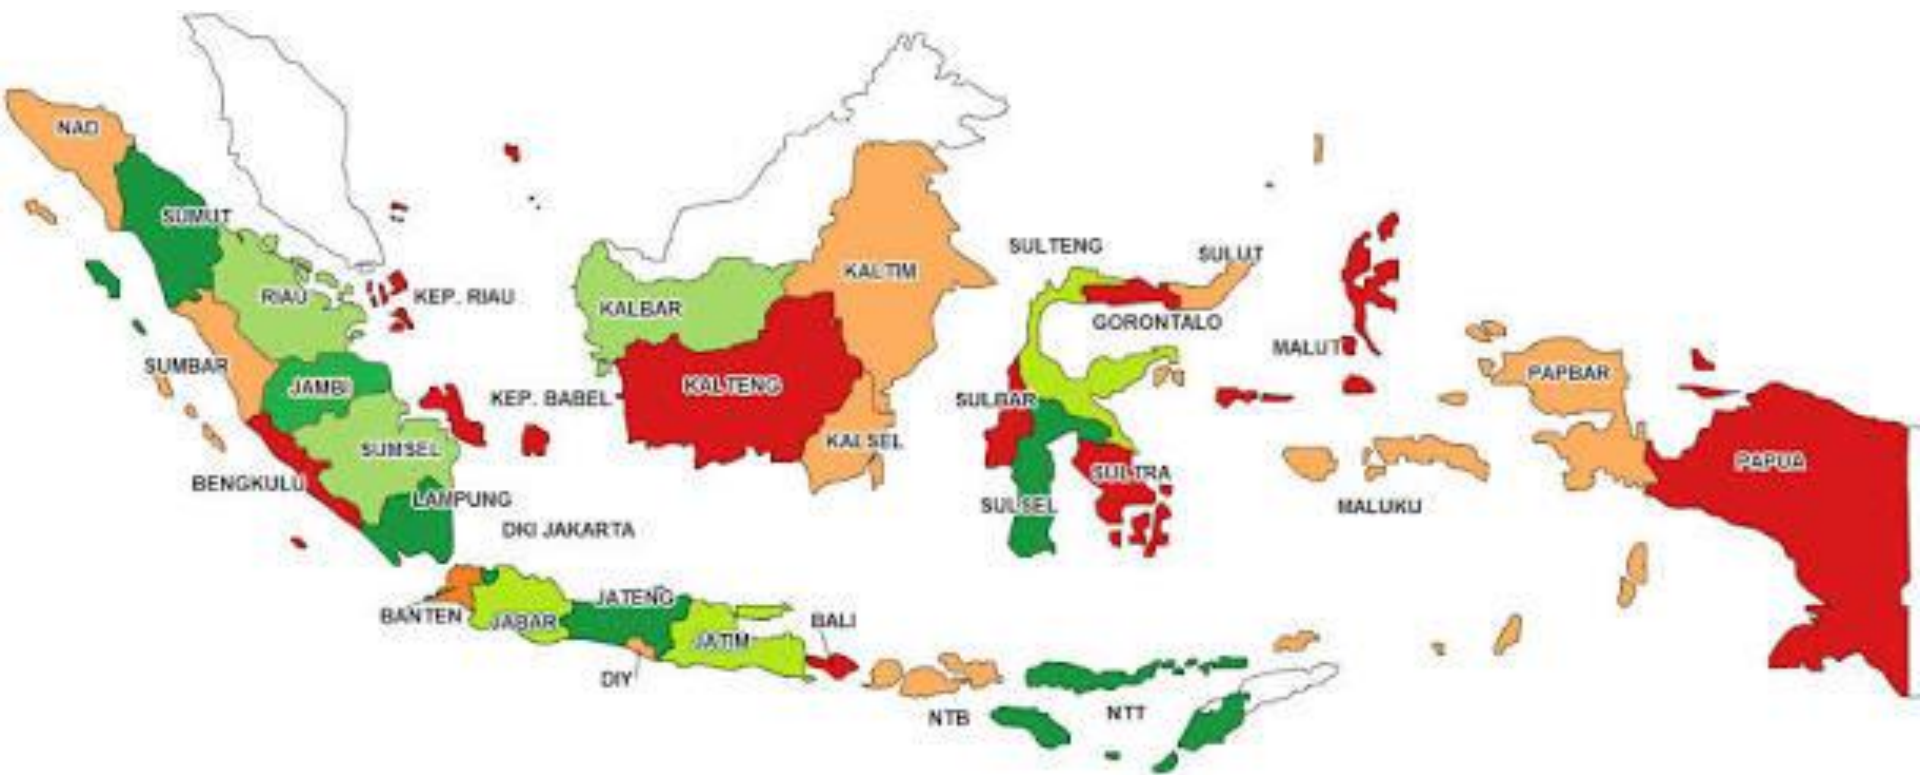 NAD
SUMUT
SULTENG
SULUT
KALTIM
RIAU
KEP. RIAU
KALBAR
GORONTALO
MALUT
SUMBAR
PAPBAR
JAMBI
KALTENG
KEP. BABEL
SULBAR
KALSEL
SUMSEL
PAPUA
SULTRA
BENGKULU
LAMPUNG
SULSEL
MALUKU
DKI JAKARTA
JATENG
BANTEN
JABAR
BALI
JATIM
DIY
NTB
NTT